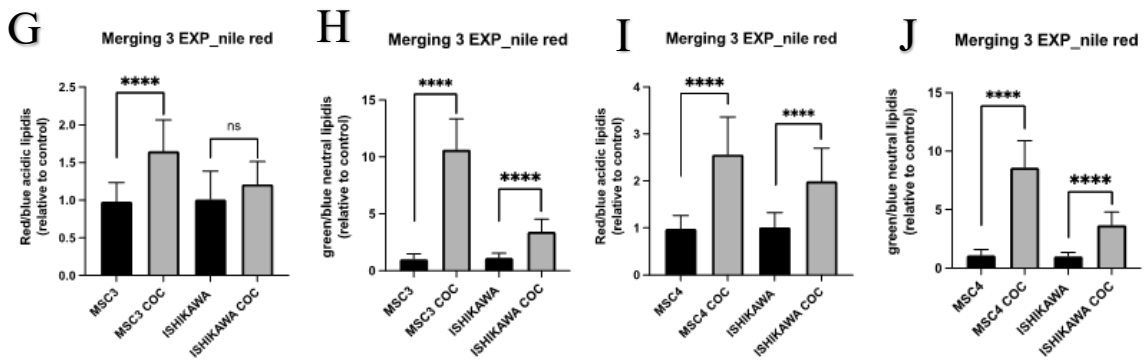 G
Merging 3 EXP_nile red
Red/blue acidic lipidis
(relative to control)
2.5
2.0
1.5
1.0
0.5
0.0
****
ns
MSC3
MSC3 COC
ISHIKAWA
ISHIKAWA COC
H
Merging 3 EXP_nile red
green/blue neutral lipidis
(relative to control)
15
10
5
0
****
****
MSC3
MSC3 COC
ISHIKAWA
ISHIKAWA COC
I
Merging 3 EXP_nile red
Red/blue acidic lipidis
(relative to control)
4
3
2
1
0
****
****
MSC4
MSC4 COC
ISHIKAWA
ISHIKAWA COC
J
Merging 3 EXP_nile red
green/blue neutral lipidis
(relative to control)
15
10
5
0
****
****
MSC4
MSC4 COC
ISHIKAWA
ISHIKAWA COC